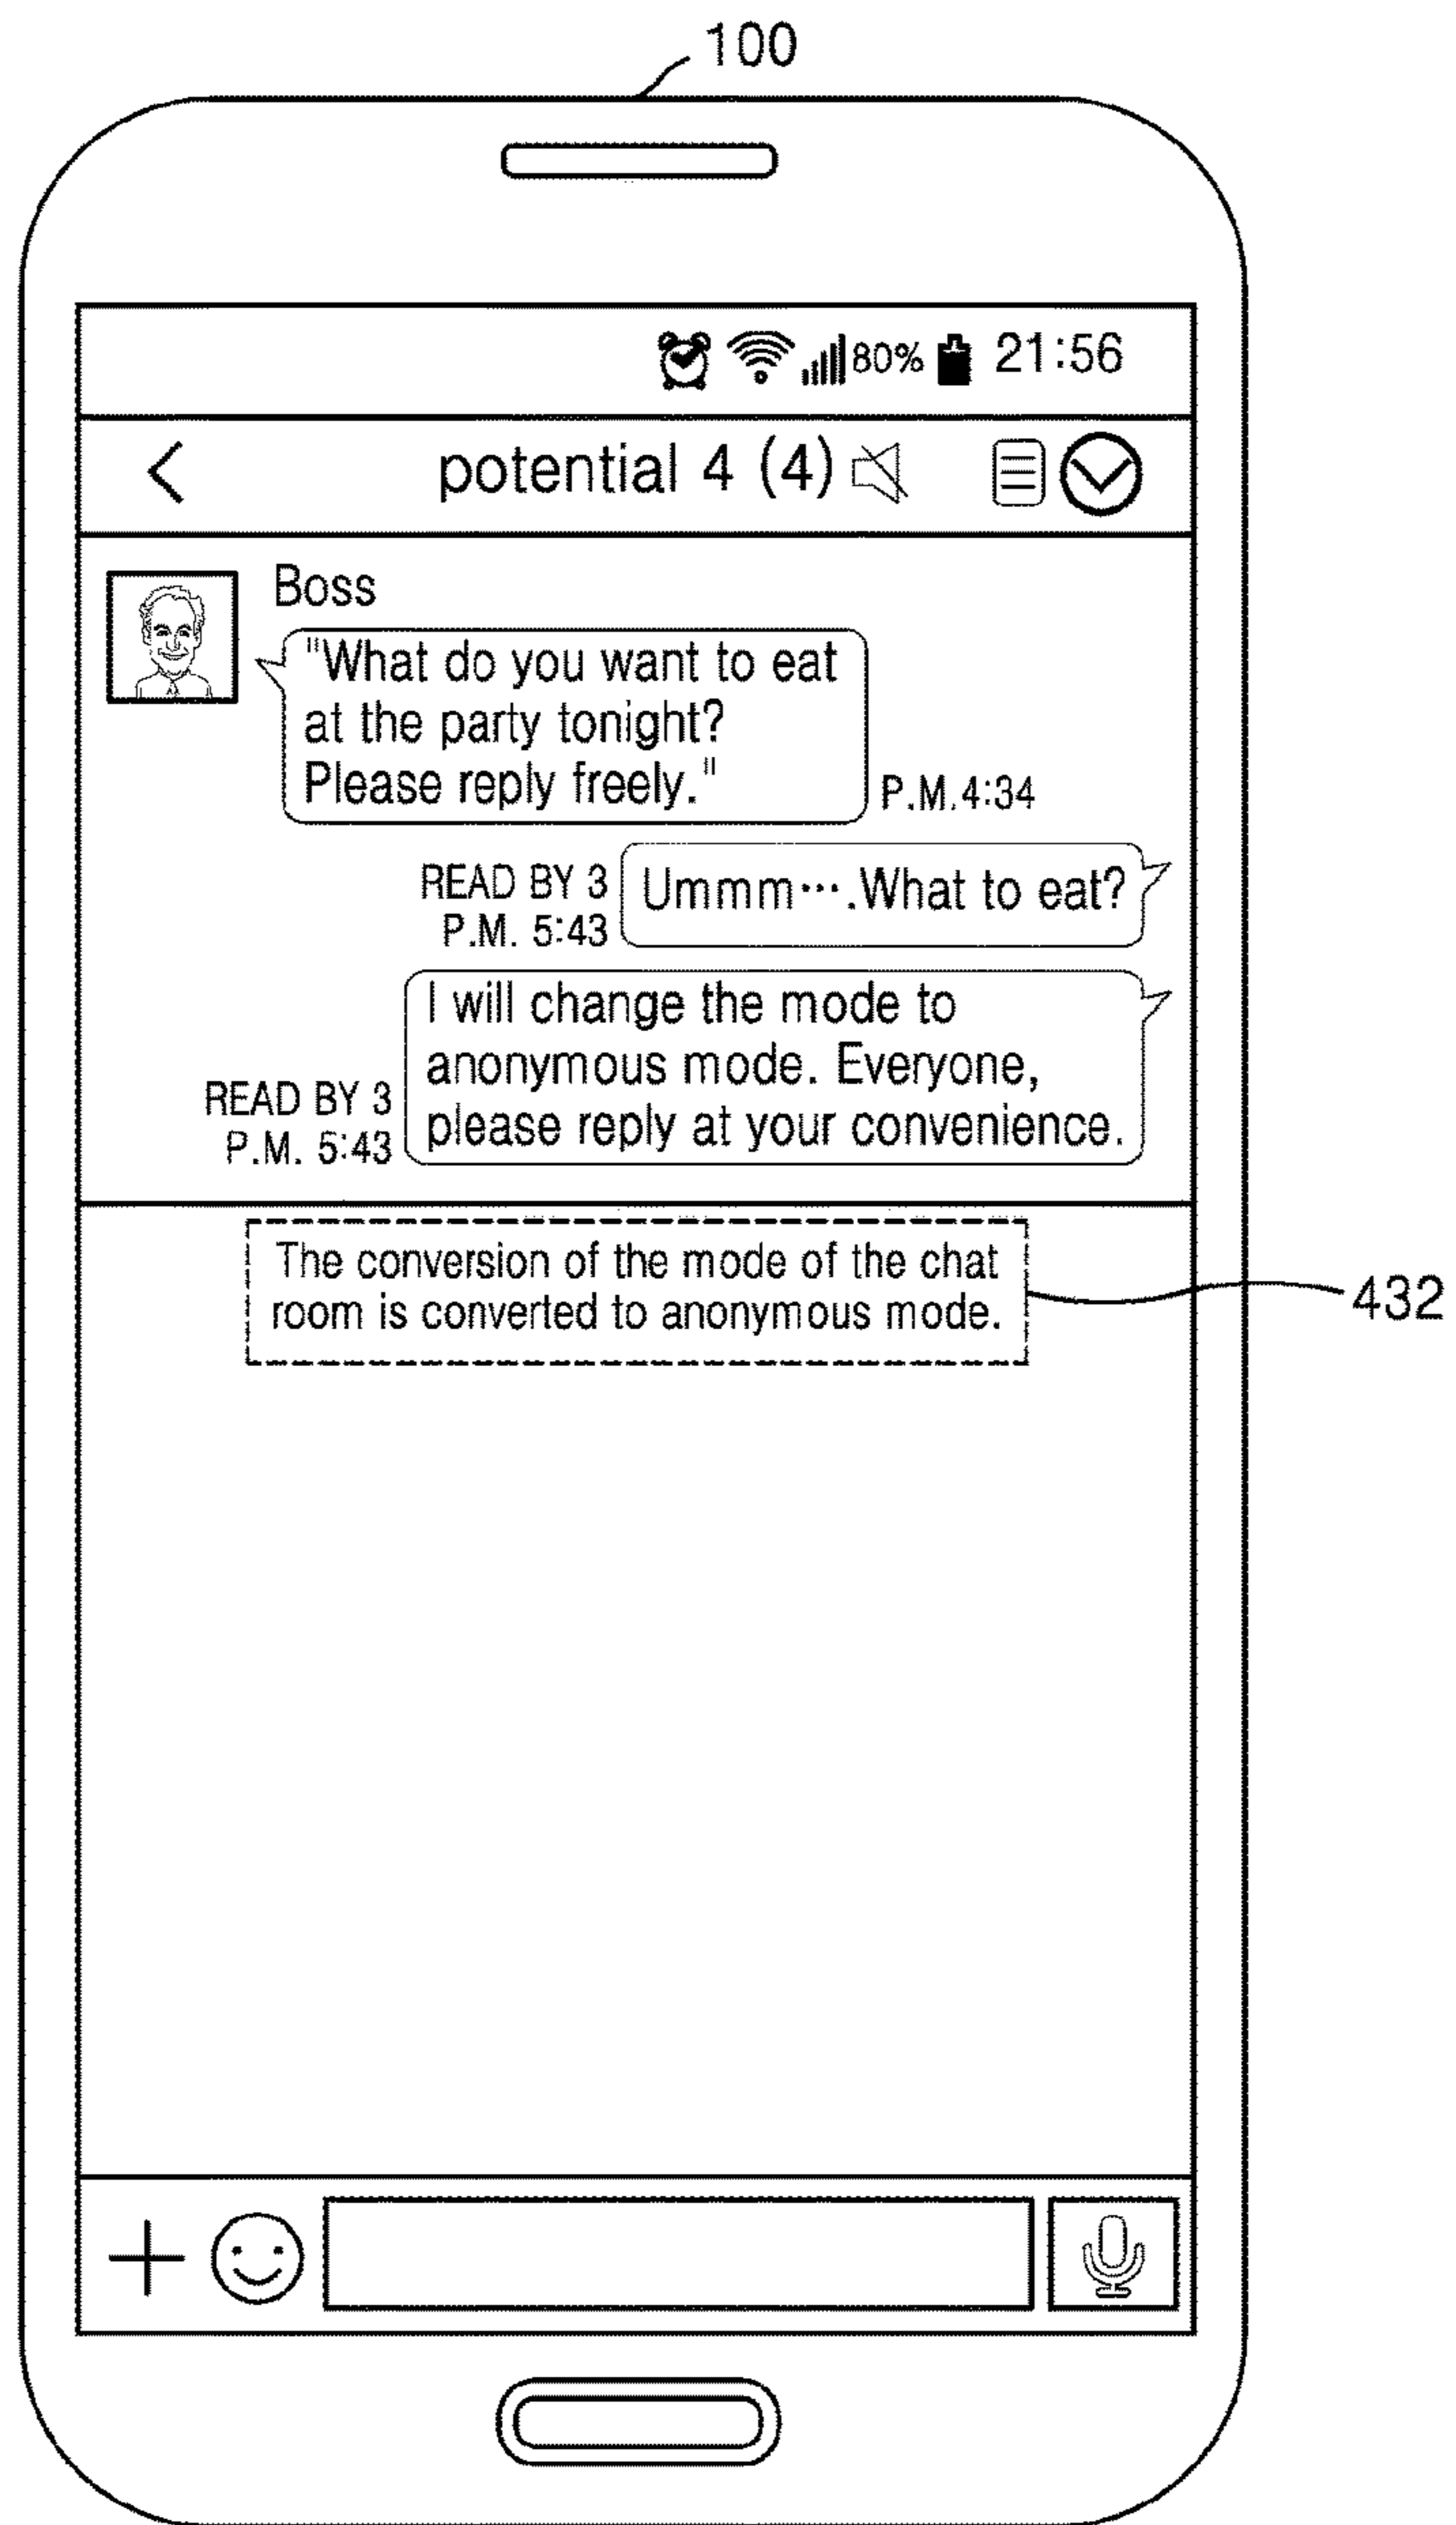 100
80% 21:56
potential 4 (4)
Boss
"What do you want to eat
at the party tonight?
Please reply freely."
P.M.4:34
READ BY 3
P.M. 5:43
Ummm….What to eat?
I will change the mode to
anonymous mode. Everyone,
please reply at your convenience.
READ BY 3
P.M. 5:43
The conversion of the mode of the chat
room is converted to anonymous mode.
432